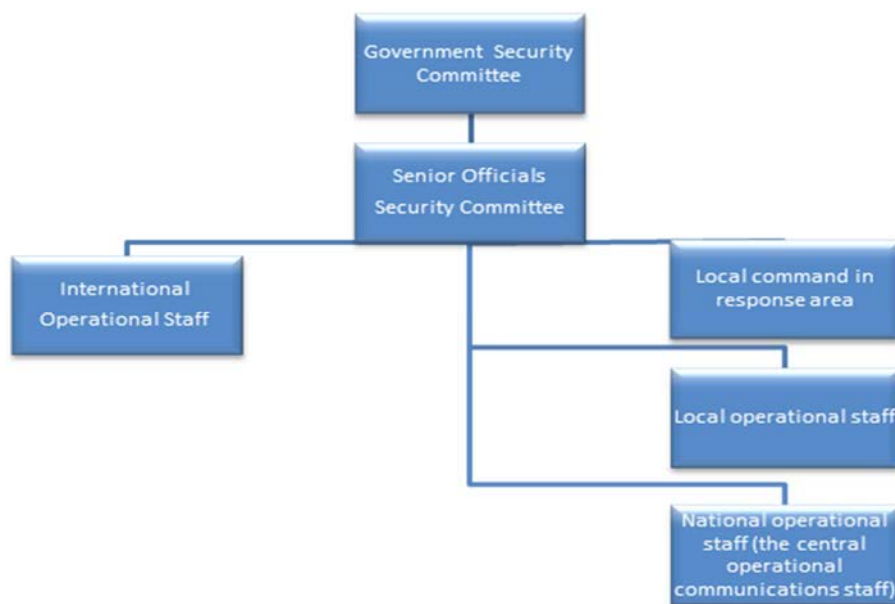 Government Security
Committee
Senior Officials
Security Committee
International
Operational Staff
Local command in
response area
Local operational staff
National operational
staff (the central
operational
communications staff)